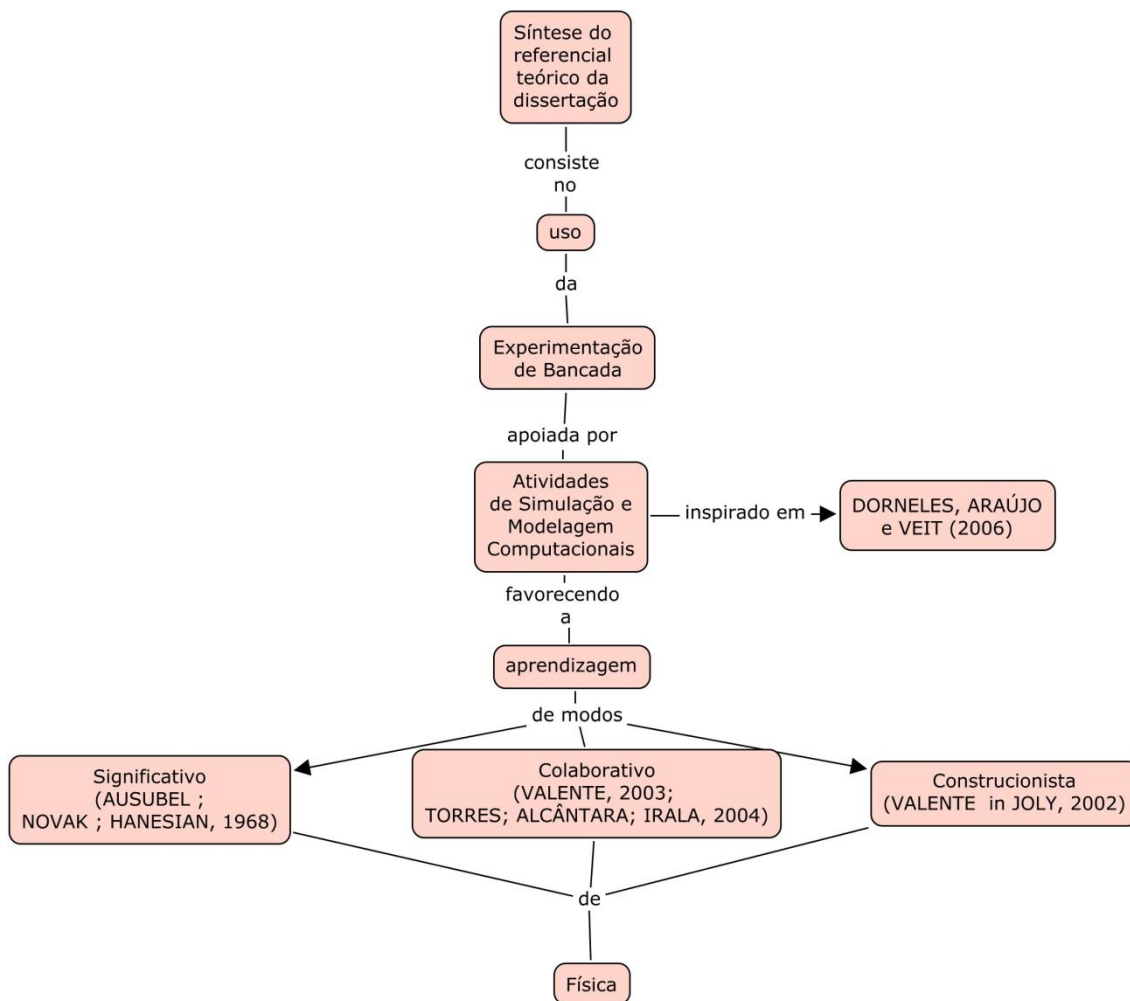 Síntese do
referencial
teórico da
dissertação
consiste
no
uso
da
Experimentação
de Bancada
apoiada por
Atividades
de Simulação e
Modelagem
Computacionais
inspirado em
DORNELES, ARAÚJO
e VEIT (2006)
favorecendo
a
aprendizagem
de modos
Significativo
(AUSUBEL ;
NOVAK ; HANESIAN, 1968)
Colaborativo
(VALENTE, 2003;
TORRES; ALCÂNTARA; IRALA, 2004)
Construcionista
(VALENTE in JOLY, 2002)
de
Física